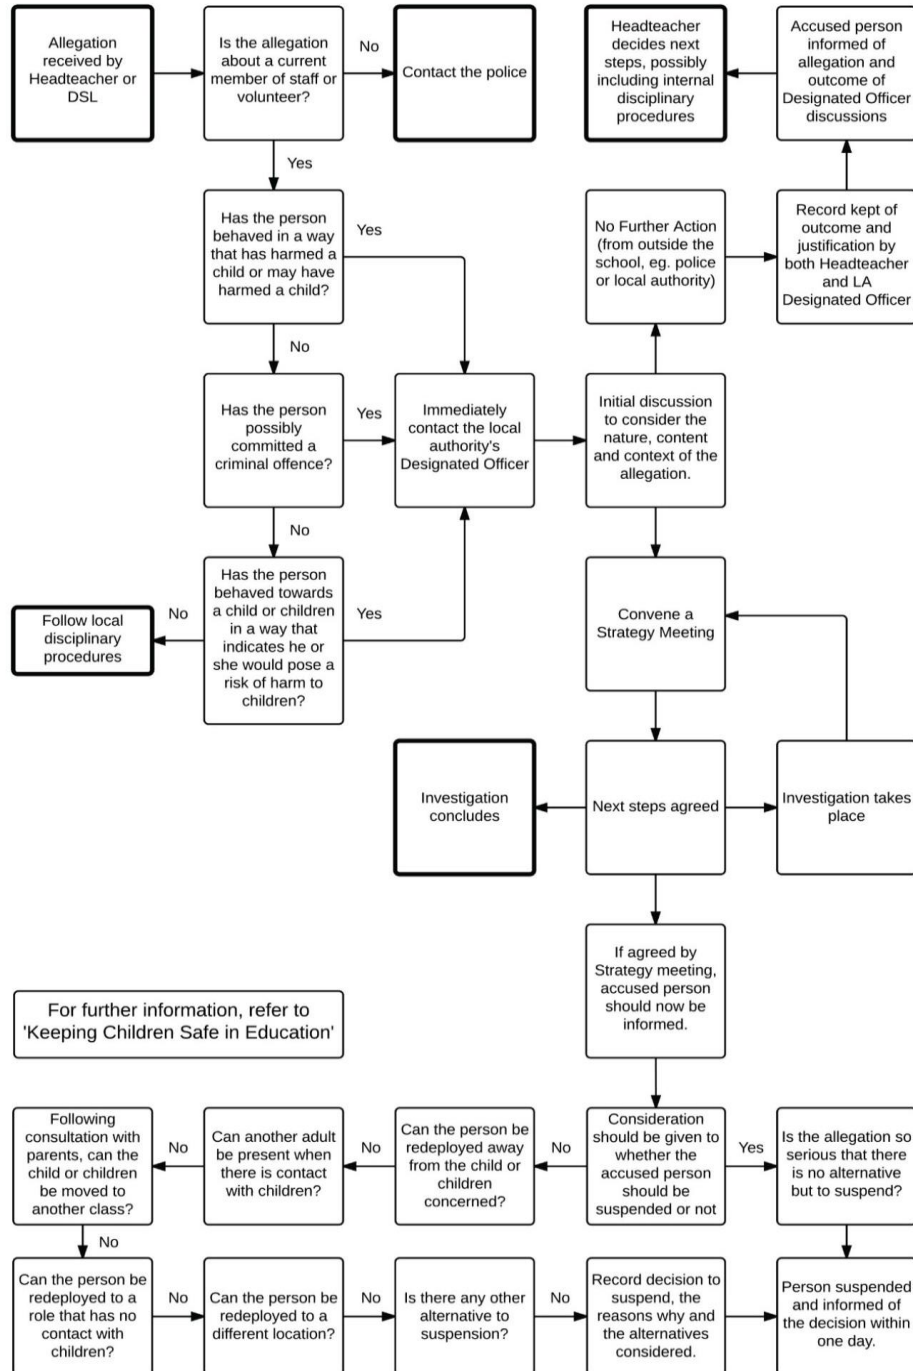 Allegation
received by
Headteacher or
DSL
Is the allegation
about a current
member of staff or
volunteer?
No
Contact the police
Headteacher
decides next
steps, possibly
including internal
disciplinary
procedures
Accused person
informed of
allegation and
outcome of
Designated Officer
discussions
Yes
Has the person
behaved in a way
that has harmed a
child or may have
harmed a child?
Yes
No Further Action
(from outside the
school, eg. police
or local authority)
Record kept of
outcome and
justification by
both Headteacher
and LA
Designated Officer
No
Has the person
possibly
committed a
criminal offence?
Yes
Immediately
contact the local
authority's
Designated Officer
Initial discussion
to consider the
nature, content
and context of the
allegation.
No
Follow local
disciplinary
procedures
No
Has the person
behaved towards
a child or children
in a way that
indicates he or
she would pose a
risk of harm to
children?
Yes
Convene a
Strategy Meeting
Investigation
concludes
Next steps agreed
Investigation takes
place
If agreed by
Strategy meeting,
accused person
should now be
informed.
For further information, refer to
'Keeping Children Safe in Education'
Following
consultation with
parents, can the
child or children
be moved to
another class?
No
Can another adult
be present when
there is contact
with children?
No
Can the person be
redeployed away
from the child or
children
concerned?
No
Consideration
should be given to
whether the
accused person
should be
suspended or not
Yes
Is the allegation so
serious that there
is no alternative
but to suspend?
No
Can the person be
redeployed to a
role that has no
contact with
children?
No
Can the person be
redeployed to a
different location?
No
Is there any other
alternative to
suspension?
No
Record decision to
suspend, the
reasons why and
the alternatives
considered.
Person suspended
and informed of
the decision within
one day.